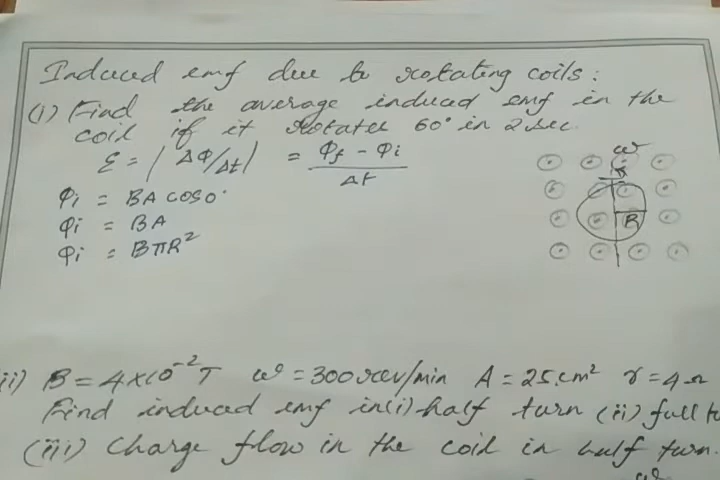 Induced emf due to rotating coils:
(i) Find the average induced emf in the
coil if it rotates 60° in 2 sec.
ε = |Δφ/Δt| = φf - φi / Δt
φi = BA cos0°
φi = BA
φi = BπR²
ω
R
ii) B = 4×10⁻²T ω = 300 rev/min A = 25 cm² r = 4Ω
Find induced emf in (i) half turn (ii) full
(iii) Charge flow in the coil in half turn.